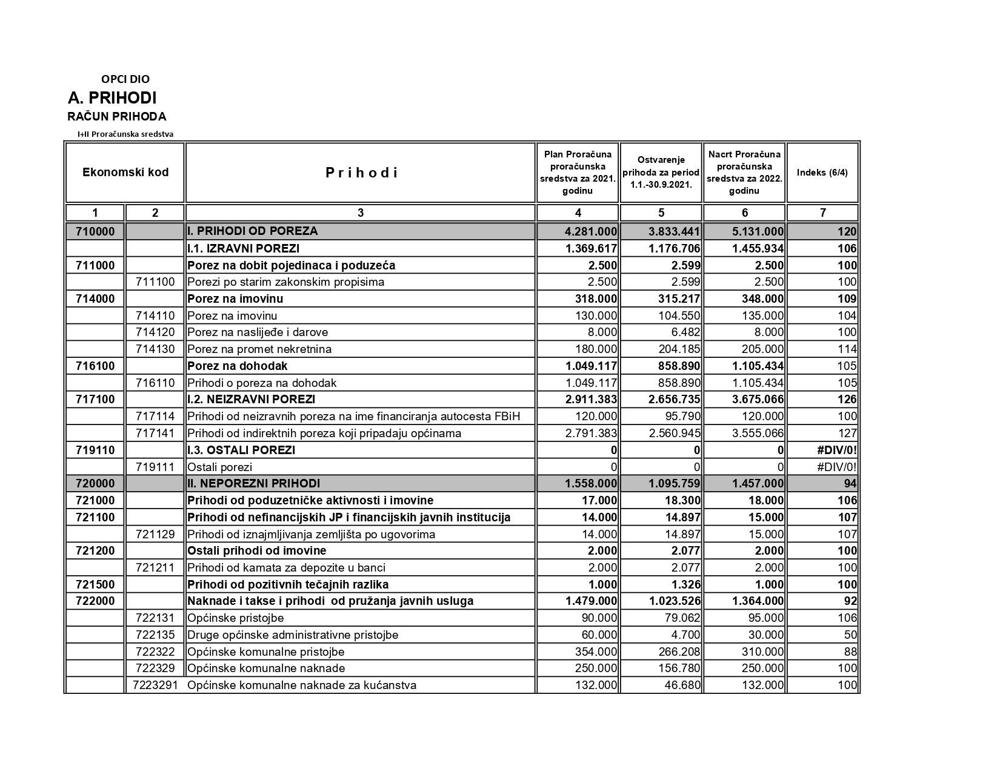 OPCI DIO
A. PRIHODI
RAČUN PRIHODA
I+II Proračunska sredstva
Ekonomski kod P r i h o d i Plan Proračuna proračunska sredstva za 2021. godinu Ostvarenje prihoda za period 1.1.-30.9.2021. Nacrt Proračuna proračunska sredstva za 2022. godinu Indeks (6/4)
1 2 3 4 5 6 7
710000 I. PRIHODI OD POREZA 4.281.000 3.833.441 5.131.000 120
I.1. IZRAVNI POREZI 1.369.617 1.176.706 1.455.934 106
711000 Porez na dobit pojedinaca i poduzeća 2.500 2.599 2.500 100
711100 Porezi po starim zakonskim propisima 2.500 2.599 2.500 100
714000 Porez na imovinu 318.000 315.217 348.000 109
714110 Porez na imovinu 130.000 104.550 135.000 104
714120 Porez na naslijeđe i darove 8.000 6.482 8.000 100
714130 Porez na promet nekretnina 180.000 204.185 205.000 114
716100 Porez na dohodak 1.049.117 858.890 1.105.434 105
716110 Prihodi o poreza na dohodak 1.049.117 858.890 1.105.434 105
717100 I.2. NEIZRAVNI POREZI 2.911.383 2.656.735 3.675.066 126
717114 Prihodi od neizravnih poreza na ime financiranja autocesta FBiH 120.000 95.790 120.000 100
717141 Prihodi od indirektnih poreza koji pripadaju općinama 2.791.383 2.560.945 3.555.066 127
719110 I.3. OSTALI POREZI 0 0 0 #DIV/0!
719111 Ostali porezi 0 0 0 #DIV/0!
720000 II. NEPOREZNI PRIHODI 1.558.000 1.095.759 1.457.000 94
721000 Prihodi od poduzetničke aktivnosti i imovine 17.000 18.300 18.000 106
721100 Prihodi od nefinancijskih JP i financijskih javnih institucija 14.000 14.897 15.000 107
721129 Prihodi od iznajmljivanja zemljišta po ugovorima 14.000 14.897 15.000 107
721200 Ostali prihodi od imovine 2.000 2.077 2.000 100
721211 Prihodi od kamata za depozite u banci 2.000 2.077 2.000 100
721500 Prihodi od pozitivnih tečajnih razlika 1.000 1.326 1.000 100
722000 Naknade i takse i prihodi od pružanja javnih usluga 1.479.000 1.023.526 1.364.000 92
722131 Općinske pristojbe 90.000 79.062 95.000 106
722135 Druge općinske administrativne pristojbe 60.000 4.700 30.000 50
722322 Općinske komunalne pristojbe 354.000 266.208 310.000 88
722329 Općinske komunalne naknade 250.000 156.780 250.000 100
7223291 Općinske komunalne naknade za kućanstva 132.000 46.680 132.000 100